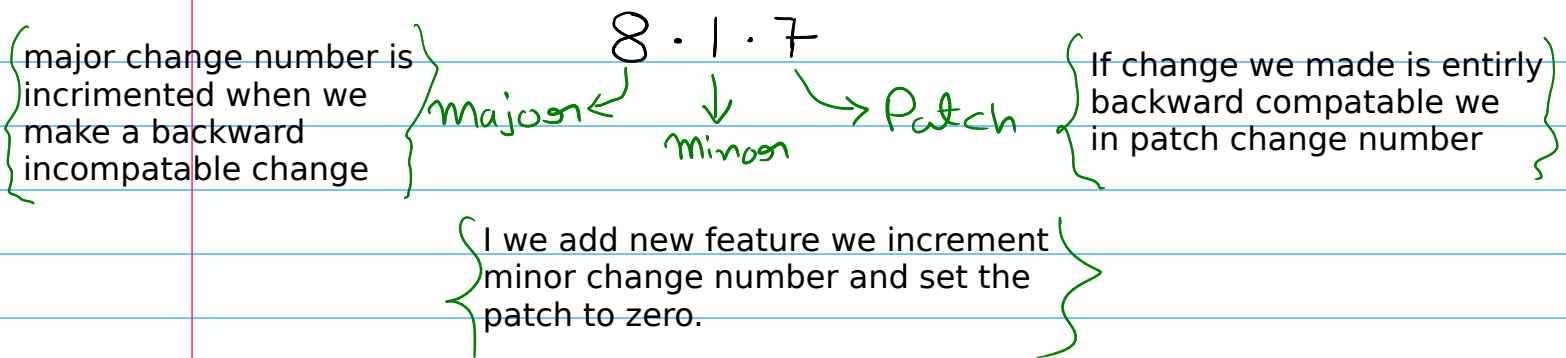 8.1.7
major change number is
incrimented when we
make a backward
incompatable change
Major
Minor
Patch
If change we made is entirly
backward compatable we
in patch change number
I we add new feature we increment
minor change number and set the
patch to zero.